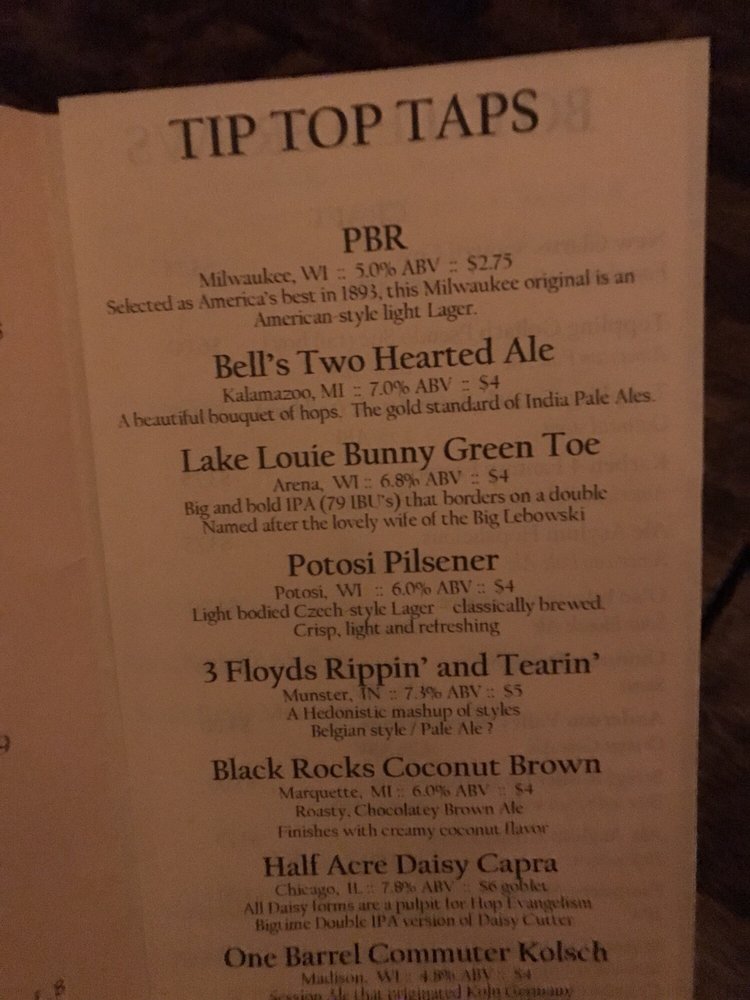 TIP TOP TAPS
PBR
Milwaukee, WI :: 5.0% ABV :: $2.75
Selected as America's best in 1893, this Milwaukee original is an
American-style light Lager.
Bell's Two Hearted Ale
Kalamazoo, MI :: 7.0% ABV :: $4
A beautiful bouquet of hops. The gold standard of India Pale Ales.
Lake Louie Bunny Green Toe
Arena, WI :: 6.8% ABV :: $4
Big and bold IPA (79 IBU's) that borders on a double
Named after the lovely wife of the Big Lebowski
Potosi Pilsener
Potosi, WI :: 6.0% ABV :: $4
Light bodied Czech-style Lager - classically brewed.
Crisp, light and refreshing
3 Floyds Rippin' and Tearin'
Munster, IN :: 7.3% ABV :: $5
A Hedonistic mashup of styles
Belgian style / Pale Ale ?
Black Rocks Coconut Brown
Marquette, MI :: 6.0% ABV :: $4
Roasty, Chocolatey Brown Ale
Finishes with creamy coconut flavor
Half Acre Daisy Capra
Chicago, IL :: 7.8% ABV :: $6 goblet
All Daisy forms are a pulpit for Hop Evangelism
Bigtime Double IPA version of Daisy Cutter
One Barrel Commuter Kolsch
Madison, WI :: 4.8% ABV :: $4
Session Ale that originated Koln Germany